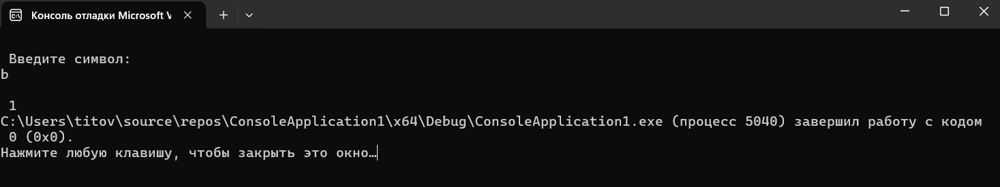 Консоль отладки Microsoft V
Введите символ:
b
1
C:\Users\titov\source\repos\ConsoleApplication1\x64\Debug\ConsoleApplication1.exe (процесс 5040) завершил работу с кодом
0 (0x0).
Нажмите любую клавишу, чтобы закрыть это окно…